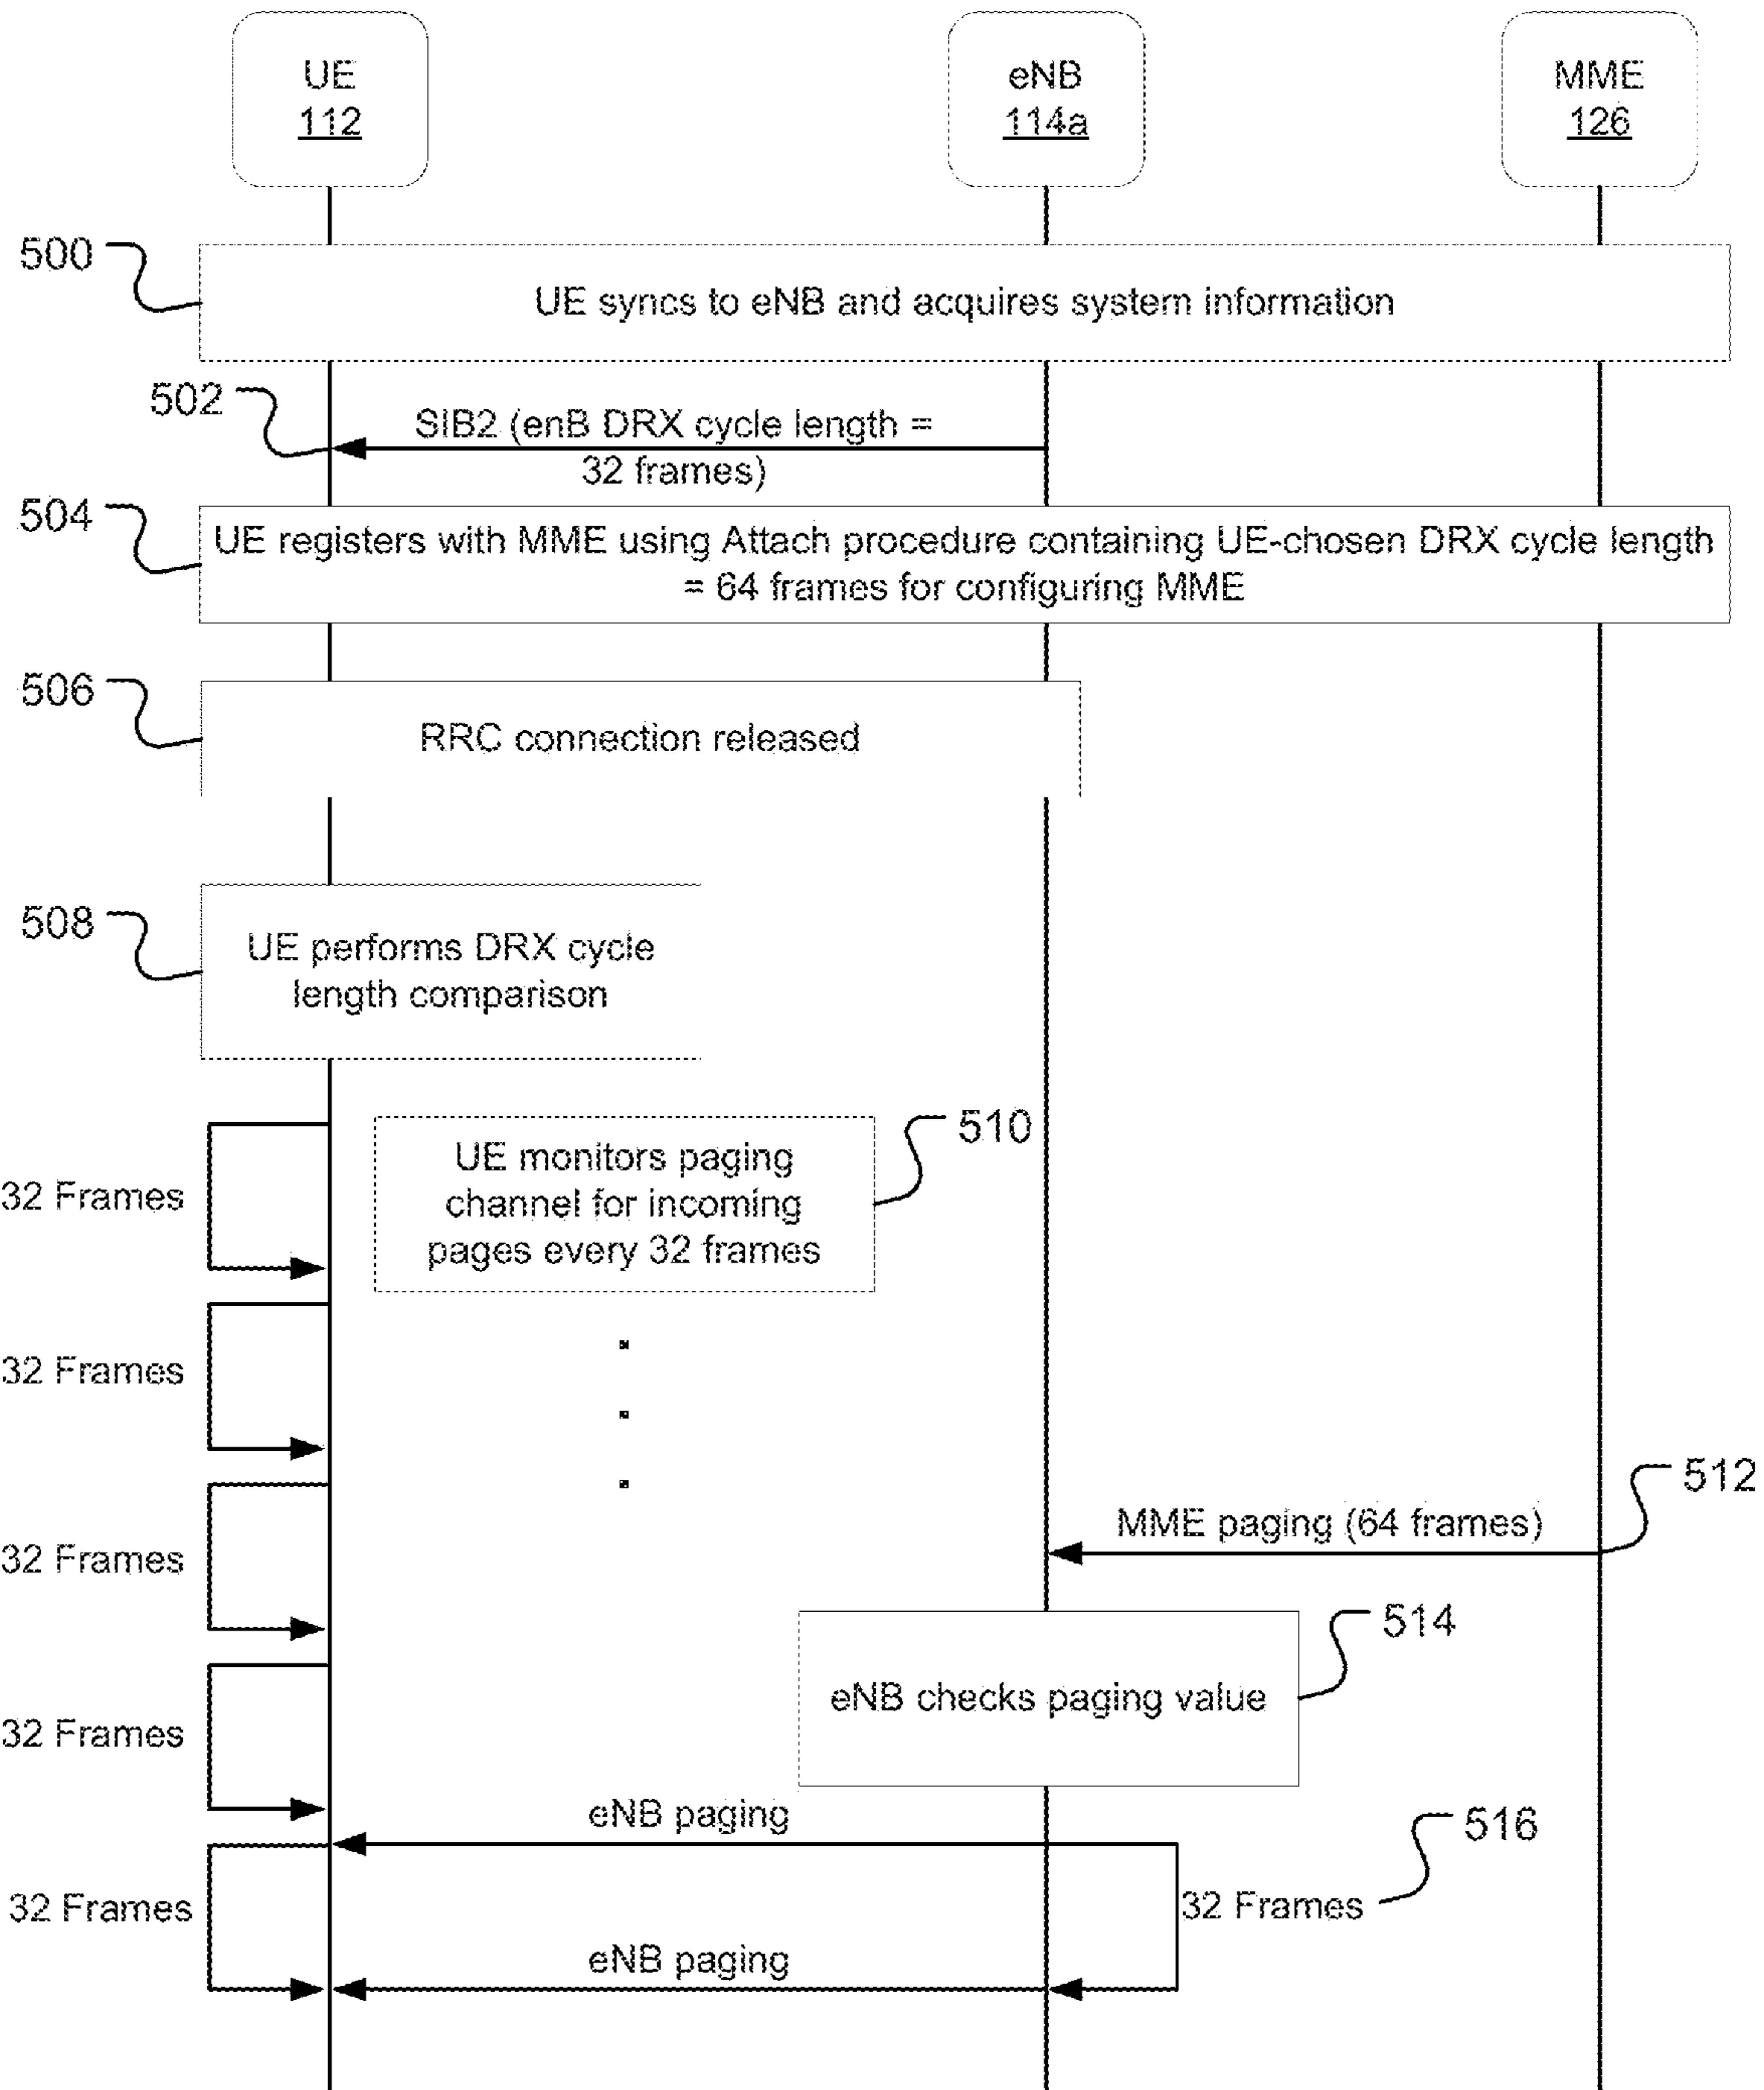 UE
112
eNB
114a
MME
126
500
UE syncs to eNB and acquires system information
502
SIB2 (enB DRX cycle length =
32 frames)
504
UE registers with MME using Attach procedure containing UE-chosen DRX cycle length
= 64 frames for configuring MME
506
RRC connection released
508
UE performs DRX cycle
length comparison
510
32 Frames
UE monitors paging
channel for incoming
pages every 32 frames
32 Frames
512
MME paging (64 frames)
32 Frames
514
eNB checks paging value
32 Frames
eNB paging
516
32 Frames
32 Frames
eNB paging